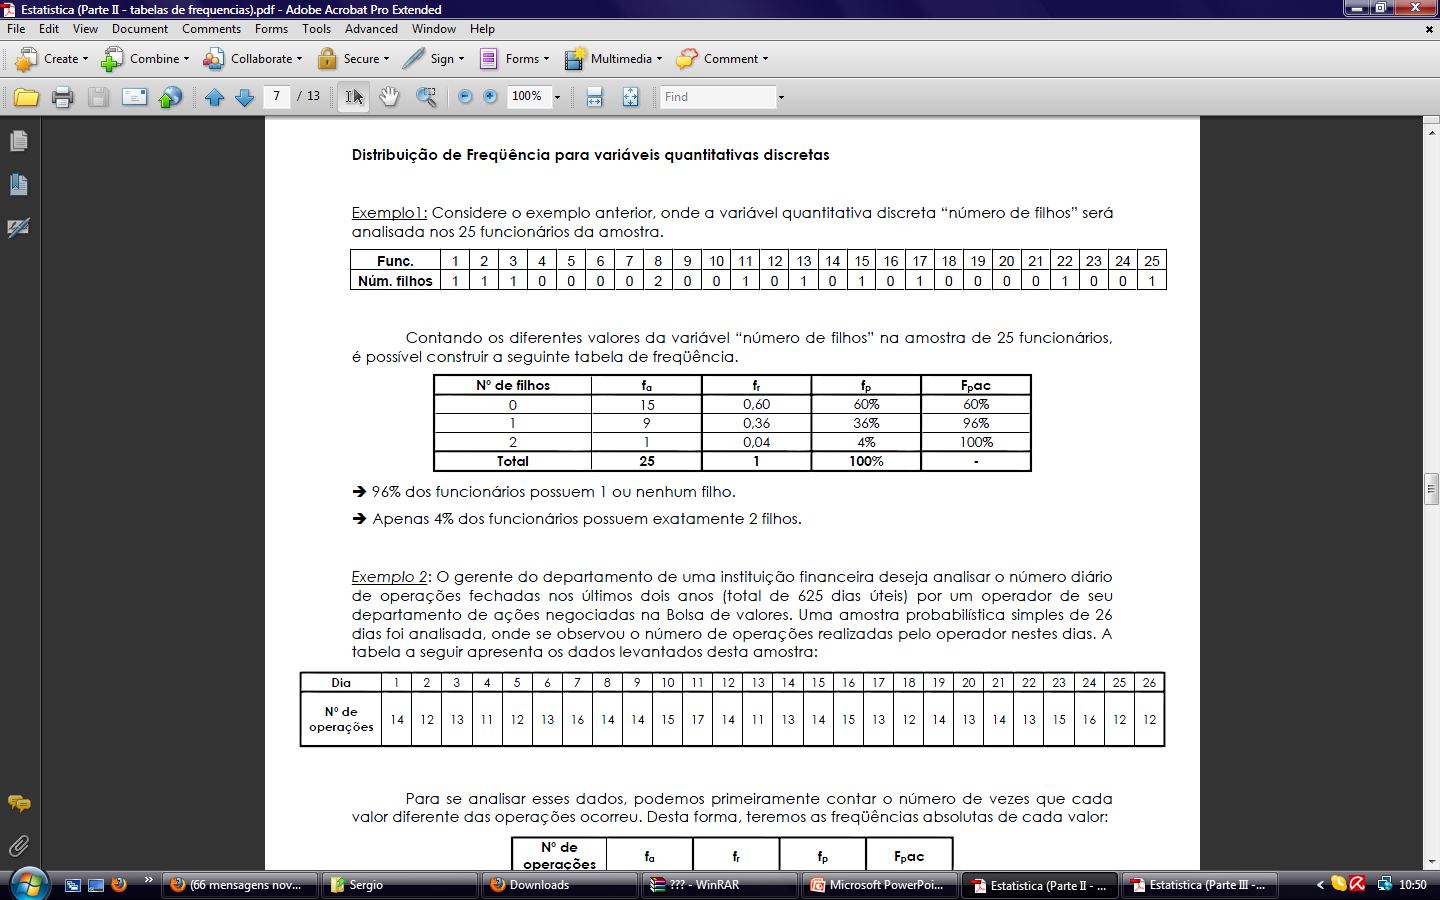 Estatistica (Parte II - tabelas de frequencias).pdf - Adobe Acrobat Pro Extended
File Edit View Document Comments Forms Tools Advanced Window Help
Create Combine Collaborate Secure Sign Forms Multimedia Comment
7 / 13 100% Find
Distribuição de Freqüência para variáveis quantitativas discretas
Exemplo1: Considere o exemplo anterior, onde a variável quantitativa discreta “número de filhos” será
analisada nos 25 funcionários da amostra.
Func. 1 2 3 4 5 6 7 8 9 10 11 12 13 14 15 16 17 18 19 20 21 22 23 24 25
Núm. filhos 1 1 1 0 0 0 0 2 0 0 1 0 1 0 1 0 1 0 0 0 0 1 0 0 1
Contando os diferentes valores da variável “número de filhos” na amostra de 25 funcionários,
é possível construir a seguinte tabela de freqüência.
Nº de filhos fa fr fp Fpac
0 15 0,60 60% 60%
1 9 0,36 36% 96%
2 1 0,04 4% 100%
Total 25 1 100% -
➔ 96% dos funcionários possuem 1 ou nenhum filho.
➔ Apenas 4% dos funcionários possuem exatamente 2 filhos.
Exemplo 2: O gerente do departamento de uma instituição financeira deseja analisar o número diário
de operações fechadas nos últimos dois anos (total de 625 dias úteis) por um operador de seu
departamento de ações negociadas na Bolsa de valores. Uma amostra probabilística simples de 26
dias foi analisada, onde se observou o número de operações realizadas pelo operador nestes dias. A
tabela a seguir apresenta os dados levantados desta amostra:
Dia 1 2 3 4 5 6 7 8 9 10 11 12 13 14 15 16 17 18 19 20 21 22 23 24 25 26
Nº de
operações 14 12 13 11 12 13 16 14 14 15 17 14 11 13 14 15 13 12 14 13 14 13 15 16 12 12
Para se analisar esses dados, podemos primeiramente contar o número de vezes que cada
valor diferente das operações ocorreu. Desta forma, teremos as freqüências absolutas de cada valor:
Nº de
operações fa fr fp Fpac
(66 mensagens nov... Sergio Downloads ??? - WinRAR Microsoft PowerPoi... Estatistica (Parte II - ... Estatistica (Parte III -... 10:50